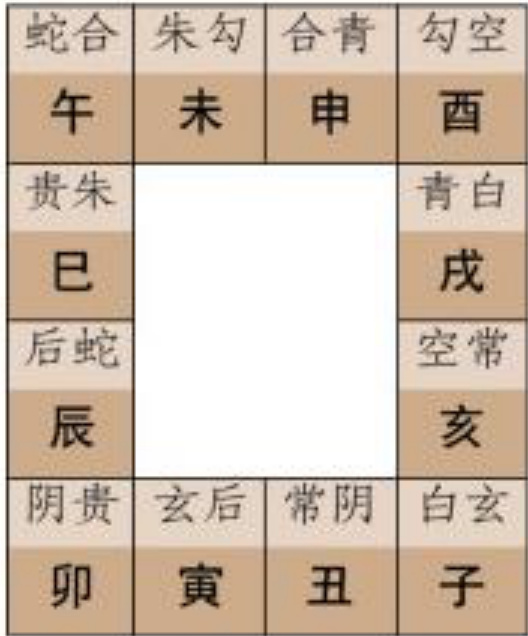 蛇合 朱勾 合青 勾空
午 未 申 酉
贵朱 青白
巳 戌
后蛇 空常
辰 亥
阴贵 玄后 常阴 白玄
卯 寅 丑 子